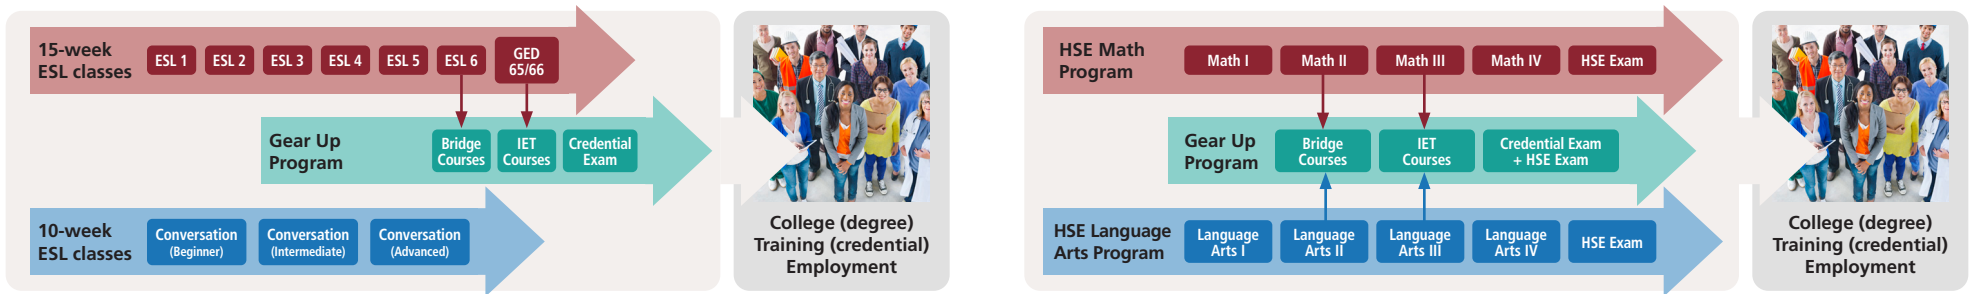 15-week
ESL classes
ESL 1
ESL 2
ESL 3
ESL 4
ESL 5
ESL 6
GED
65/66
Gear Up
Program
Bridge
Courses
IET
Courses
Credential
Exam
10-week
ESL classes
Conversation
(Beginner)
Conversation
(Intermediate)
Conversation
(Advanced)
College (degree)
Training (credential)
Employment
HSE Math
Program
Math I
Math II
Math III
Math IV
HSE Exam
Gear Up
Program
Bridge
Courses
IET
Courses
Credential Exam
+ HSE Exam
HSE Language
Arts Program
Language
Arts I
Language
Arts II
Language
Arts III
Language
Arts IV
HSE Exam
College (degree)
Training (credential)
Employment